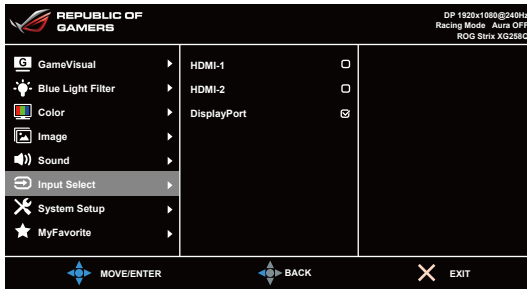 REPUBLIC OF
GAMERS
DP 1920x1080@240Hz
Racing Mode Aura OFF
ROG Strix XG258Q
G GameVisual
Blue Light Filter
Color
Image
Sound
Input Select
System Setup
MyFavorite
HDMI-1
HDMI-2
DisplayPort
MOVE/ENTER
BACK
EXIT